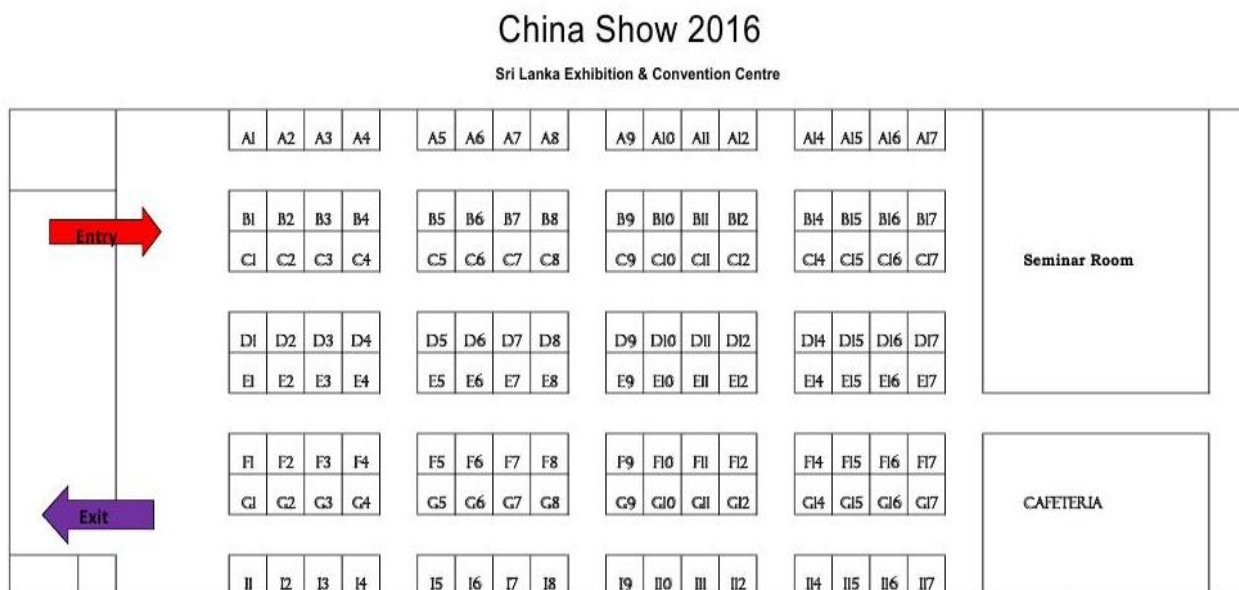 China Show 2016
Sri Lanka Exhibition & Convention Centre
A1 A2 A3 A4 A5 A6 A7 A8 A9 A10 A11 A12 A14 A15 A16 A17
Entry
B1 B2 B3 B4 B5 B6 B7 B8 B9 B10 B11 B12 B14 B15 B16 B17
C1 C2 C3 C4 C5 C6 C7 C8 C9 C10 C11 C12 C14 C15 C16 C17
Seminar Room
D1 D2 D3 D4 D5 D6 D7 D8 D9 D10 D11 D12 D14 D15 D16 D17
E1 E2 E3 E4 E5 E6 E7 E8 E9 E10 E11 E12 E14 E15 E16 E17
F1 F2 F3 F4 F5 F6 F7 F8 F9 F10 F11 F12 F14 F15 F16 F17
G1 G2 G3 G4 G5 G6 G7 G8 G9 G10 G11 G12 G14 G15 G16 G17
CAFETERIA
Exit
I1 I2 I3 I4 I5 I6 I7 I8 I9 I10 I11 I12 I14 I15 I16 I17